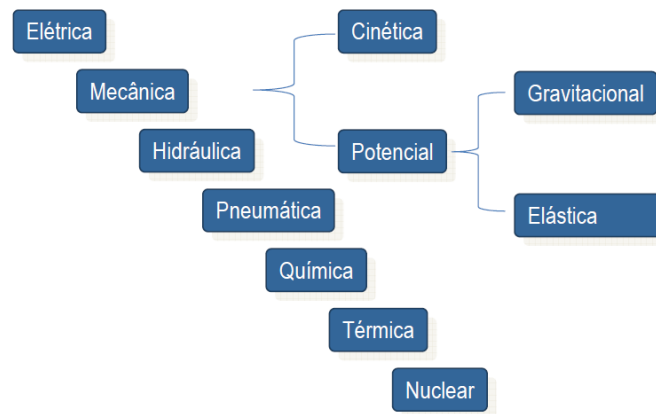 Elétrica
Cinética
Mecânica
Gravitacional
Hidráulica
Potencial
Pneumática
Elástica
Química
Térmica
Nuclear